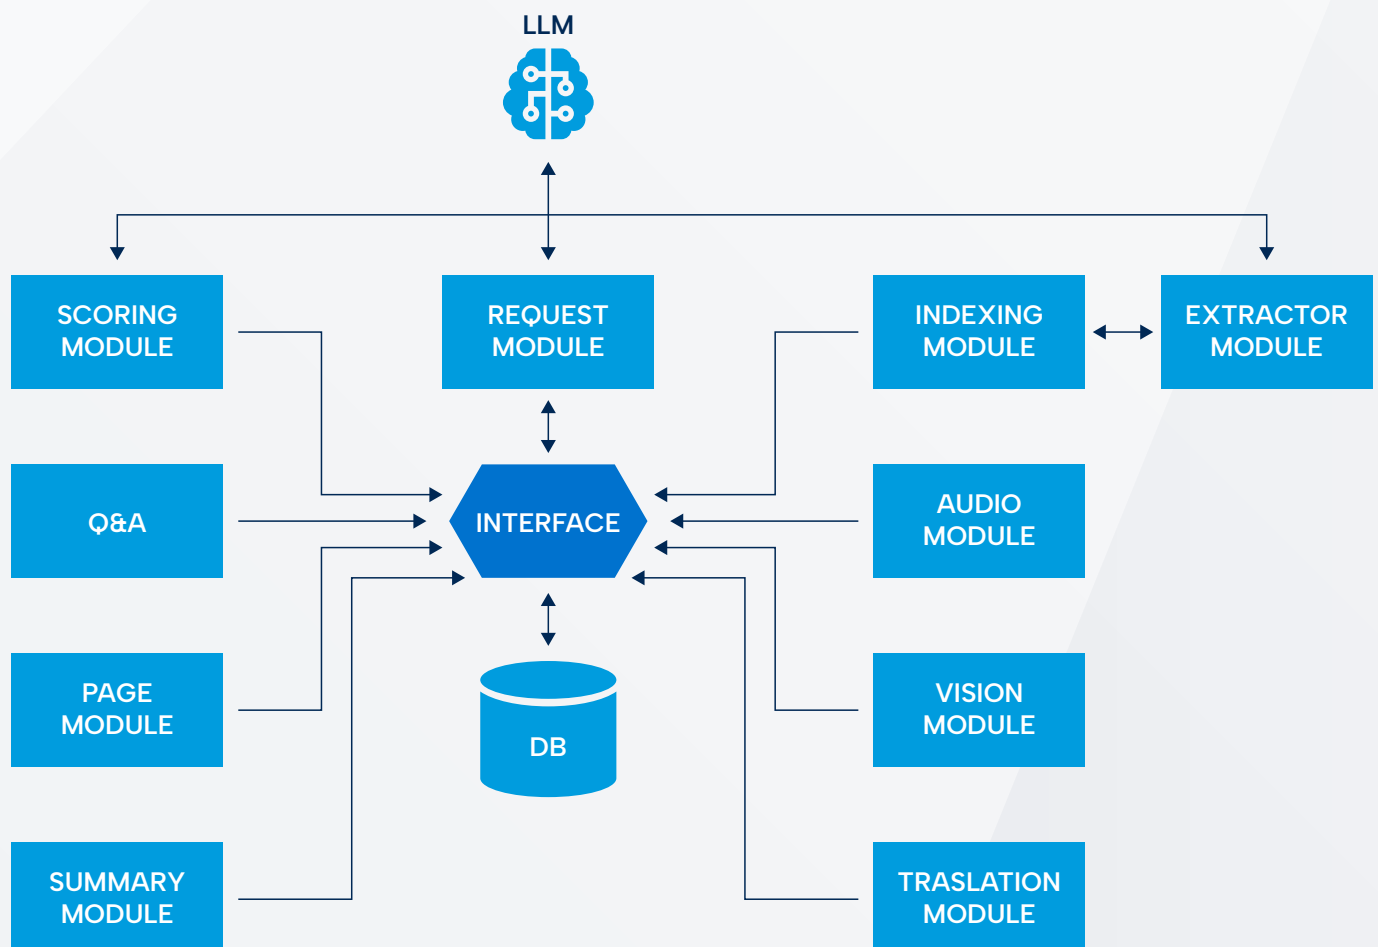 LLM
SCORING
MODULE
REQUEST
MODULE
INDEXING
MODULE
EXTRACTOR
MODULE
Q&A
INTERFACE
AUDIO
MODULE
PAGE
MODULE
DB
VISION
MODULE
SUMMARY
MODULE
TRASLATION
MODULE